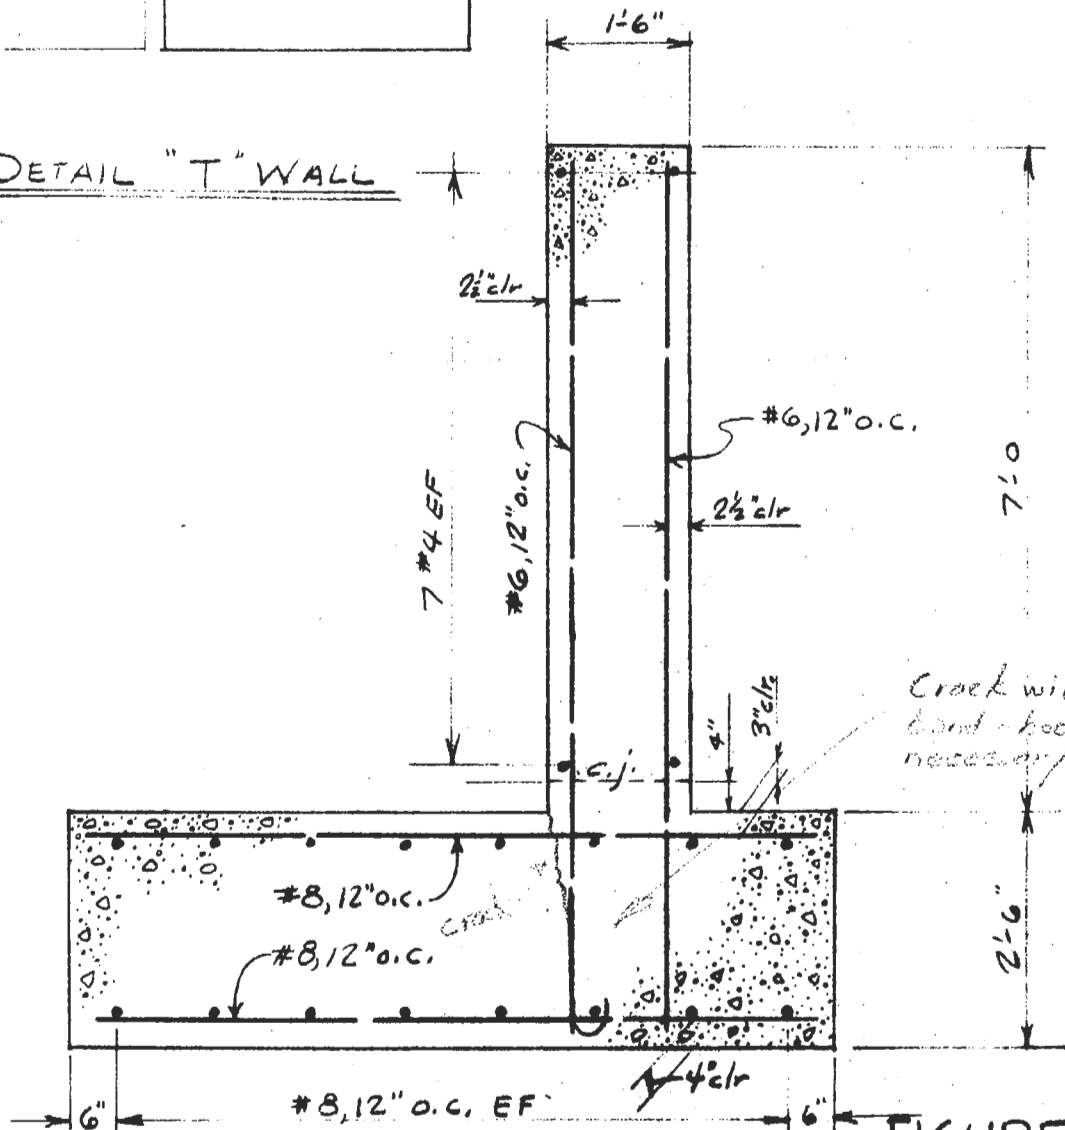 1'-6"
DETAIL "T" WALL
2½" clr
#6, 12" o.c.
7'-0
2½" clr
7 #4 EF
#6, 12" o.c.
3" clr.
4"
Crack
necessary
c.j.
#8, 12" o.c.
crack
#8, 12" o.c.
2'-6"
4" clr
6"
#8, 12" o.c. EF
6"
FIGURE